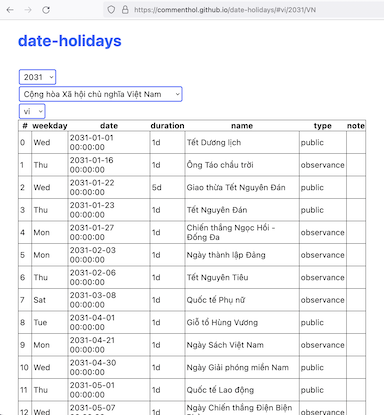 https://commenthol.github.io/date-holidays/#vi/2031/VN
date-holidays
2031
Cộng hòa Xã hội chủ nghĩa Việt Nam
vi
# weekday date duration name type note
0 Wed 2031-01-01 00:00:00 1d Tết Dương lịch public
1 Thu 2031-01-16 00:00:00 1d Ông Táo chầu trời observance
2 Wed 2031-01-22 00:00:00 5d Giao thừa Tết Nguyên Đán public
3 Thu 2031-01-23 00:00:00 1d Tết Nguyên Đán public
4 Mon 2031-01-27 00:00:00 1d Chiến thắng Ngọc Hồi - Đống Đa observance
5 Mon 2031-02-03 00:00:00 1d Ngày thành lập Đảng observance
6 Thu 2031-02-06 00:00:00 1d Tết Nguyên Tiêu observance
7 Sat 2031-03-08 00:00:00 1d Quốc tế Phụ nữ observance
8 Tue 2031-04-01 00:00:00 1d Giỗ tổ Hùng Vương public
9 Mon 2031-04-21 00:00:00 1d Ngày Sách Việt Nam observance
10 Wed 2031-04-30 00:00:00 1d Ngày Giải phóng miền Nam public
11 Thu 2031-05-01 00:00:00 1d Quốc tế Lao động public
12 Wed 2031-05-07 1d Ngày Chiến thắng Điện Biên observance